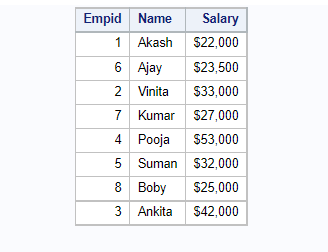 Empid Name Salary
1 Akash $22,000
6 Ajay $23,500
2 Vinita $33,000
7 Kumar $27,000
4 Pooja $53,000
5 Suman $32,000
8 Boby $25,000
3 Ankita $42,000